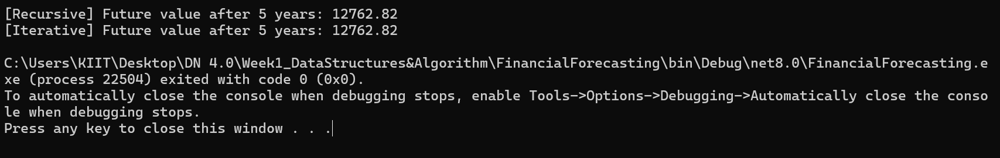 [Recursive] Future value after 5 years: 12762.82
[Iterative] Future value after 5 years: 12762.82
C:\Users\KIIT\Desktop\DN 4.0\Week1_DataStructures&Algorithm\FinancialForecasting\bin\Debug\net8.0\FinancialForecasting.e
xe (process 22504) exited with code 0 (0x0).
To automatically close the console when debugging stops, enable Tools->Options->Debugging->Automatically close the conso
le when debugging stops.
Press any key to close this window . . .